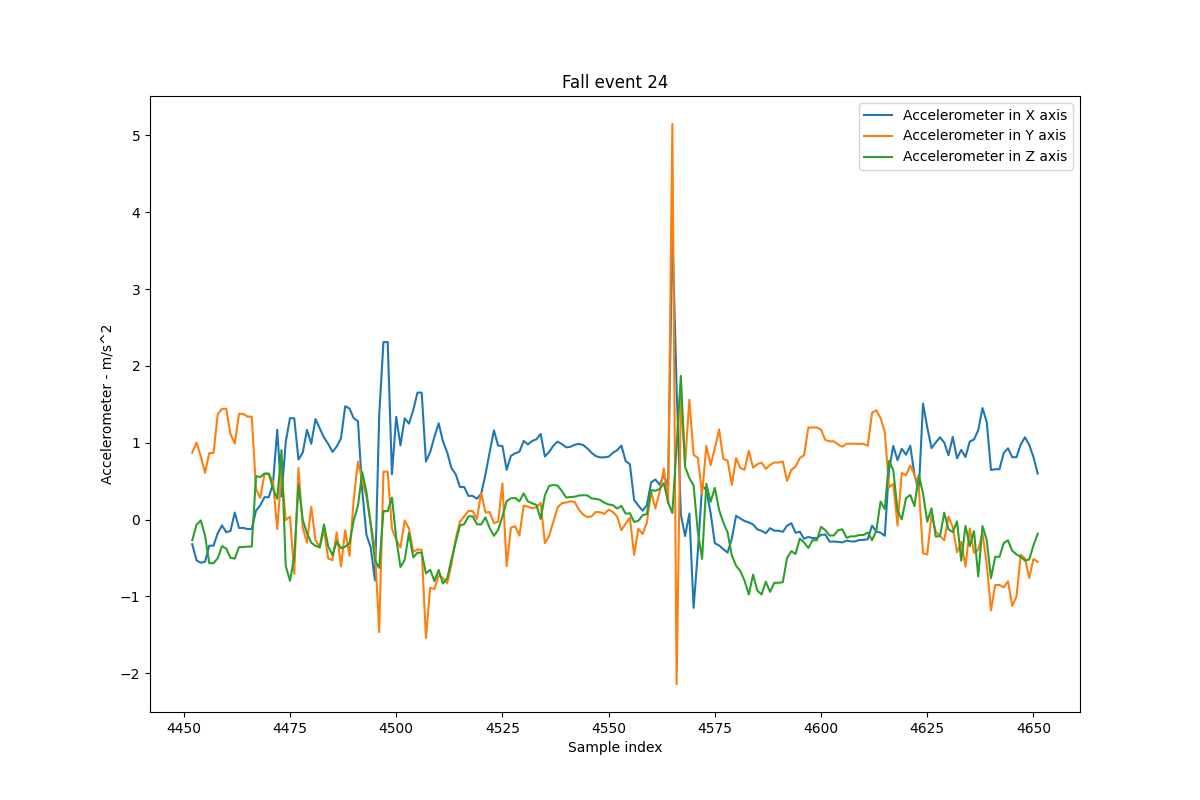 Fall event 24
Accelerometer in X axis
Accelerometer in Y axis
Accelerometer in Z axis
Accelerometer - m/s^2
5
4
3
2
1
0
−1
−2
4450 4475 4500 4525 4550 4575 4600 4625 4650
Sample index